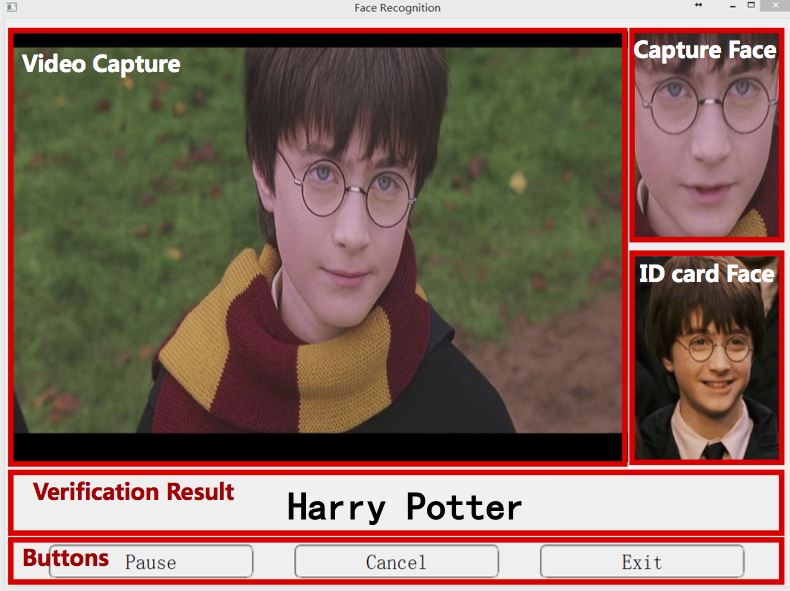 Face Recognition
Video Capture
Capture Face
ID card Face
Verification Result
Harry Potter
Buttons
Pause
Cancel
Exit